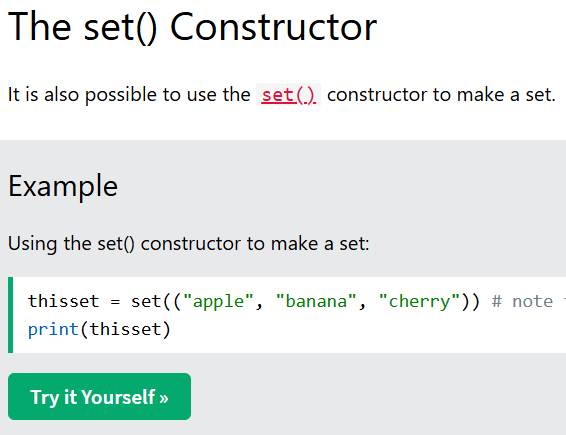 The set() Constructor
It is also possible to use the set() constructor to make a set.
Example
Using the set() constructor to make a set:
thisset = set(("apple", "banana", "cherry")) # note
print(thisset)
Try it Yourself »